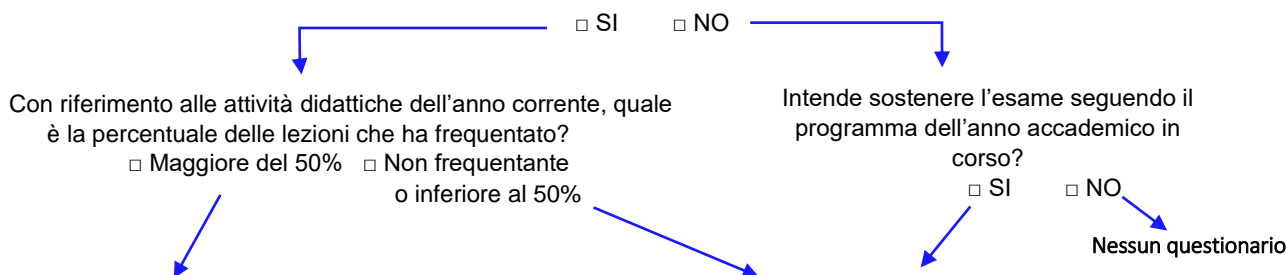 □ SI □ NO
Con riferimento alle attività didattiche dell’anno corrente, quale
è la percentuale delle lezioni che ha frequentato?
□ Maggiore del 50% □ Non frequentante
o inferiore al 50%
Intende sostenere l’esame seguendo il
programma dell’anno accademico in
corso?
□ SI □ NO
Nessun questionario